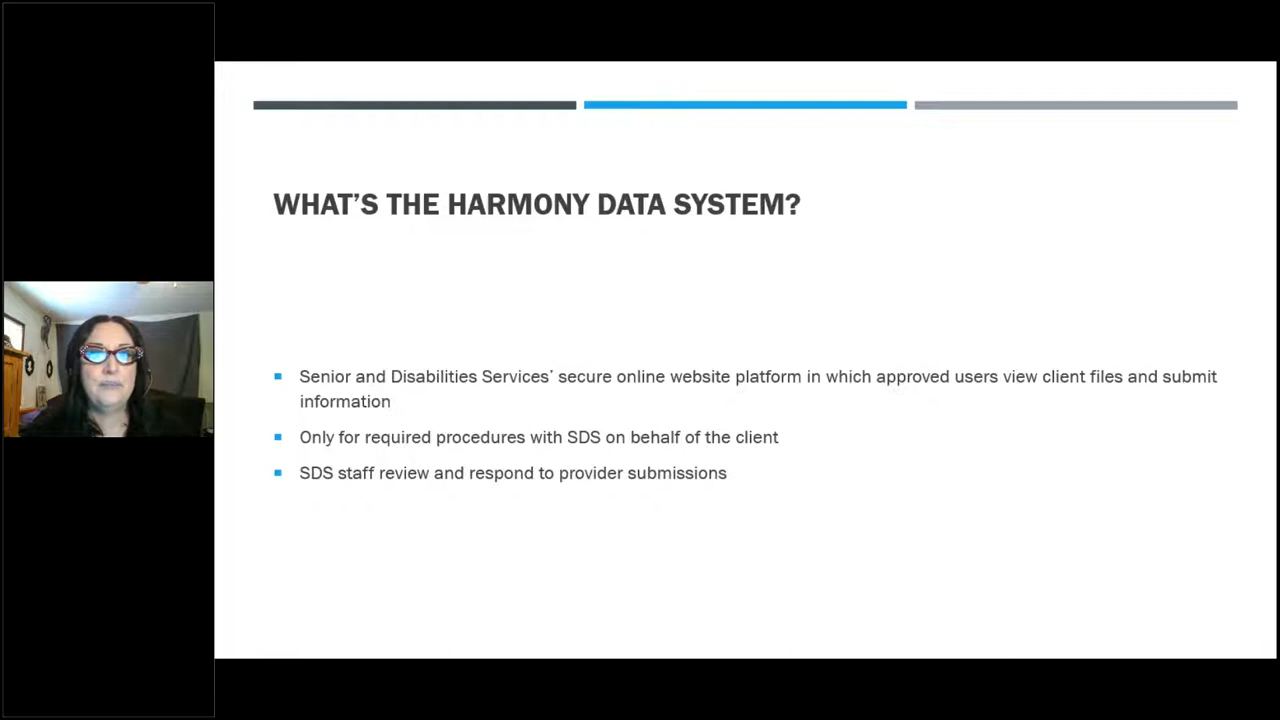 WHAT’S THE HARMONY DATA SYSTEM?
Senior and Disabilities Services’ secure online website platform in which approved users view client files and submit
information
Only for required procedures with SDS on behalf of the client
SDS staff review and respond to provider submissions